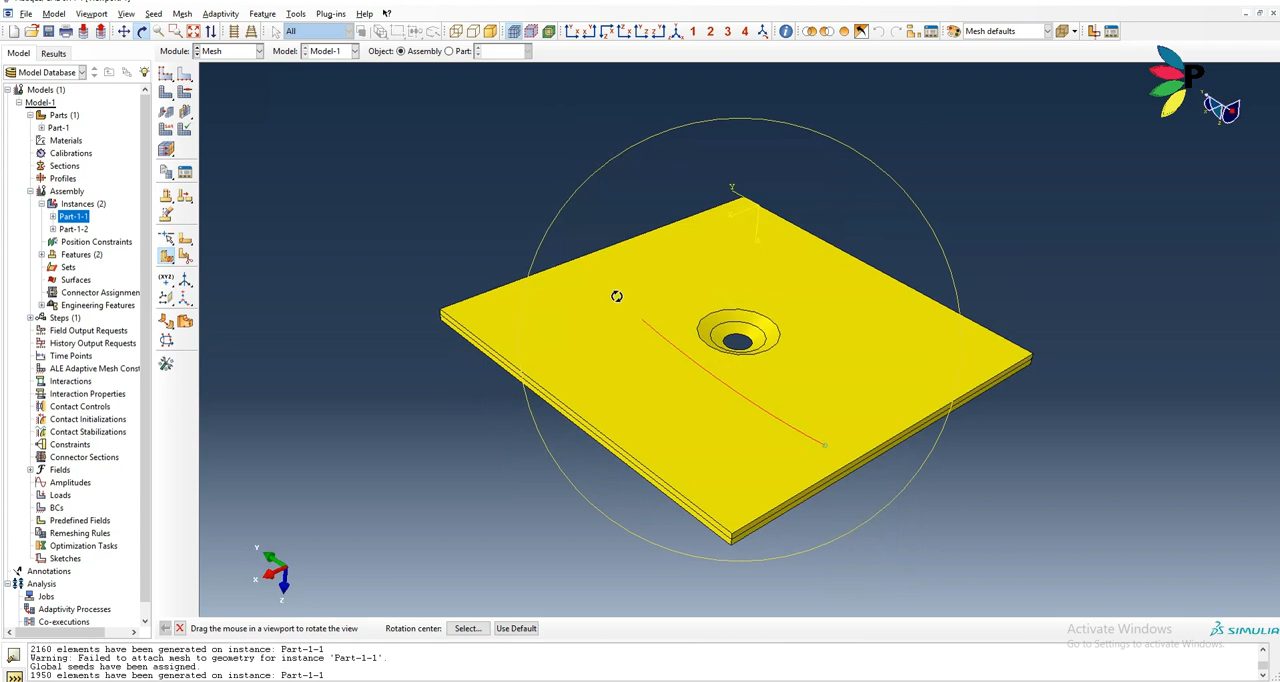 File Model Viewport View Seed Mesh Adaptivity Feature Tools Plug-ins Help
All 1 2 3 4 Mesh defaults
Module: Mesh Model: Model-1 Object: Assembly Part:
Model Results
Model Database
Models (1)
Model-1
Parts (1)
Part-1
Materials
Calibrations
Sections
Profiles
Assembly
Instances (2)
Part-1-1
Part-1-2
Position Constraints
Features (2)
Sets
Surfaces
Connector Assignmen
Engineering Features
Steps (1)
Field Output Requests
History Output Requests
Time Points
ALE Adaptive Mesh Const
Interactions
Interaction Properties
Contact Controls
Contact Initializations
Contact Stabilizations
Constraints
Connector Sections
Fields
Amplitudes
Loads
BCs
Predefined Fields
Remeshing Rules
Optimization Tasks
Sketches
Annotations
Analysis
Jobs
Adaptivity Processes
Co-executions
P
Y
Y
X
Z
Activate Windows
Go to Settings to activate Windows.
SIMULIA
Drag the mouse in a viewport to rotate the view Rotation center: Select... Use Default
2160 elements have been generated on instance: Part-1-1
Warning: Failed to attach mesh to geometry for instance 'Part-1-1'.
Global seeds have been assigned.
1950 elements have been generated on instance: Part-1-1